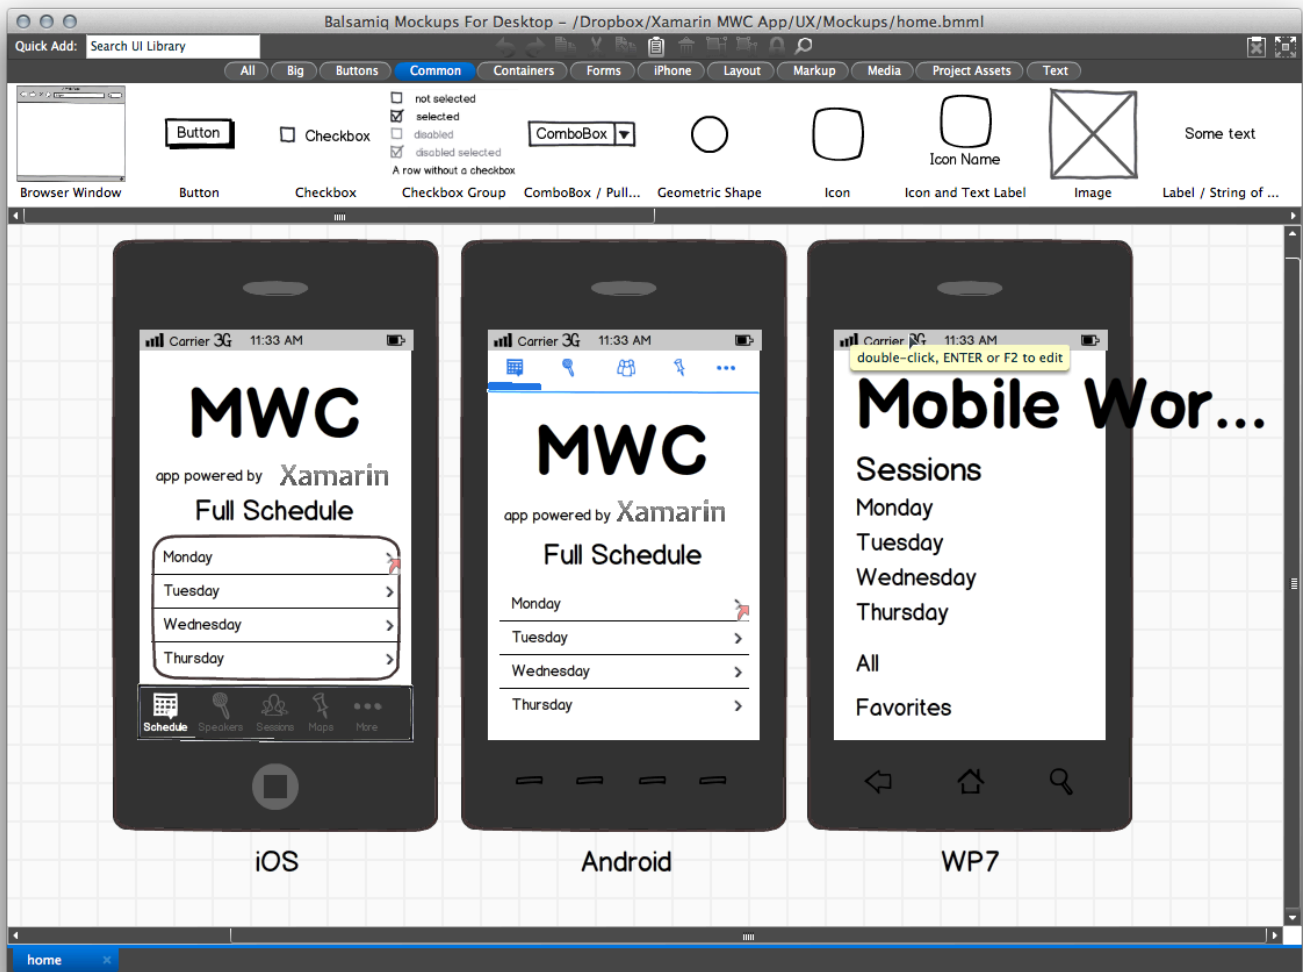 Balsamiq Mockups For Desktop – /Dropbox/Xamarin MWC App/UX/Mockups/home.bmml
Quick Add: Search UI Library
All Big Buttons Common Containers Forms iPhone Layout Markup Media Project Assets Text
Button
Checkbox
not selected
selected
disabled
disabled selected
A row without a checkbox
ComboBox
Icon Name
Some text
Browser Window Button Checkbox Checkbox Group ComboBox / Pull... Geometric Shape Icon Icon and Text Label Image Label / String of ...
Carrier 3G 11:33 AM
MWC
app powered by Xamarin
Full Schedule
Monday
Tuesday
Wednesday
Thursday
Schedule Speakers Sessions Maps More
iOS
Carrier 3G 11:33 AM
MWC
app powered by Xamarin
Full Schedule
Monday
Tuesday
Wednesday
Thursday
Android
Carrier 3G 11:33 AM
double-click, ENTER or F2 to edit
Mobile Wor...
Sessions
Monday
Tuesday
Wednesday
Thursday
All
Favorites
WP7
home